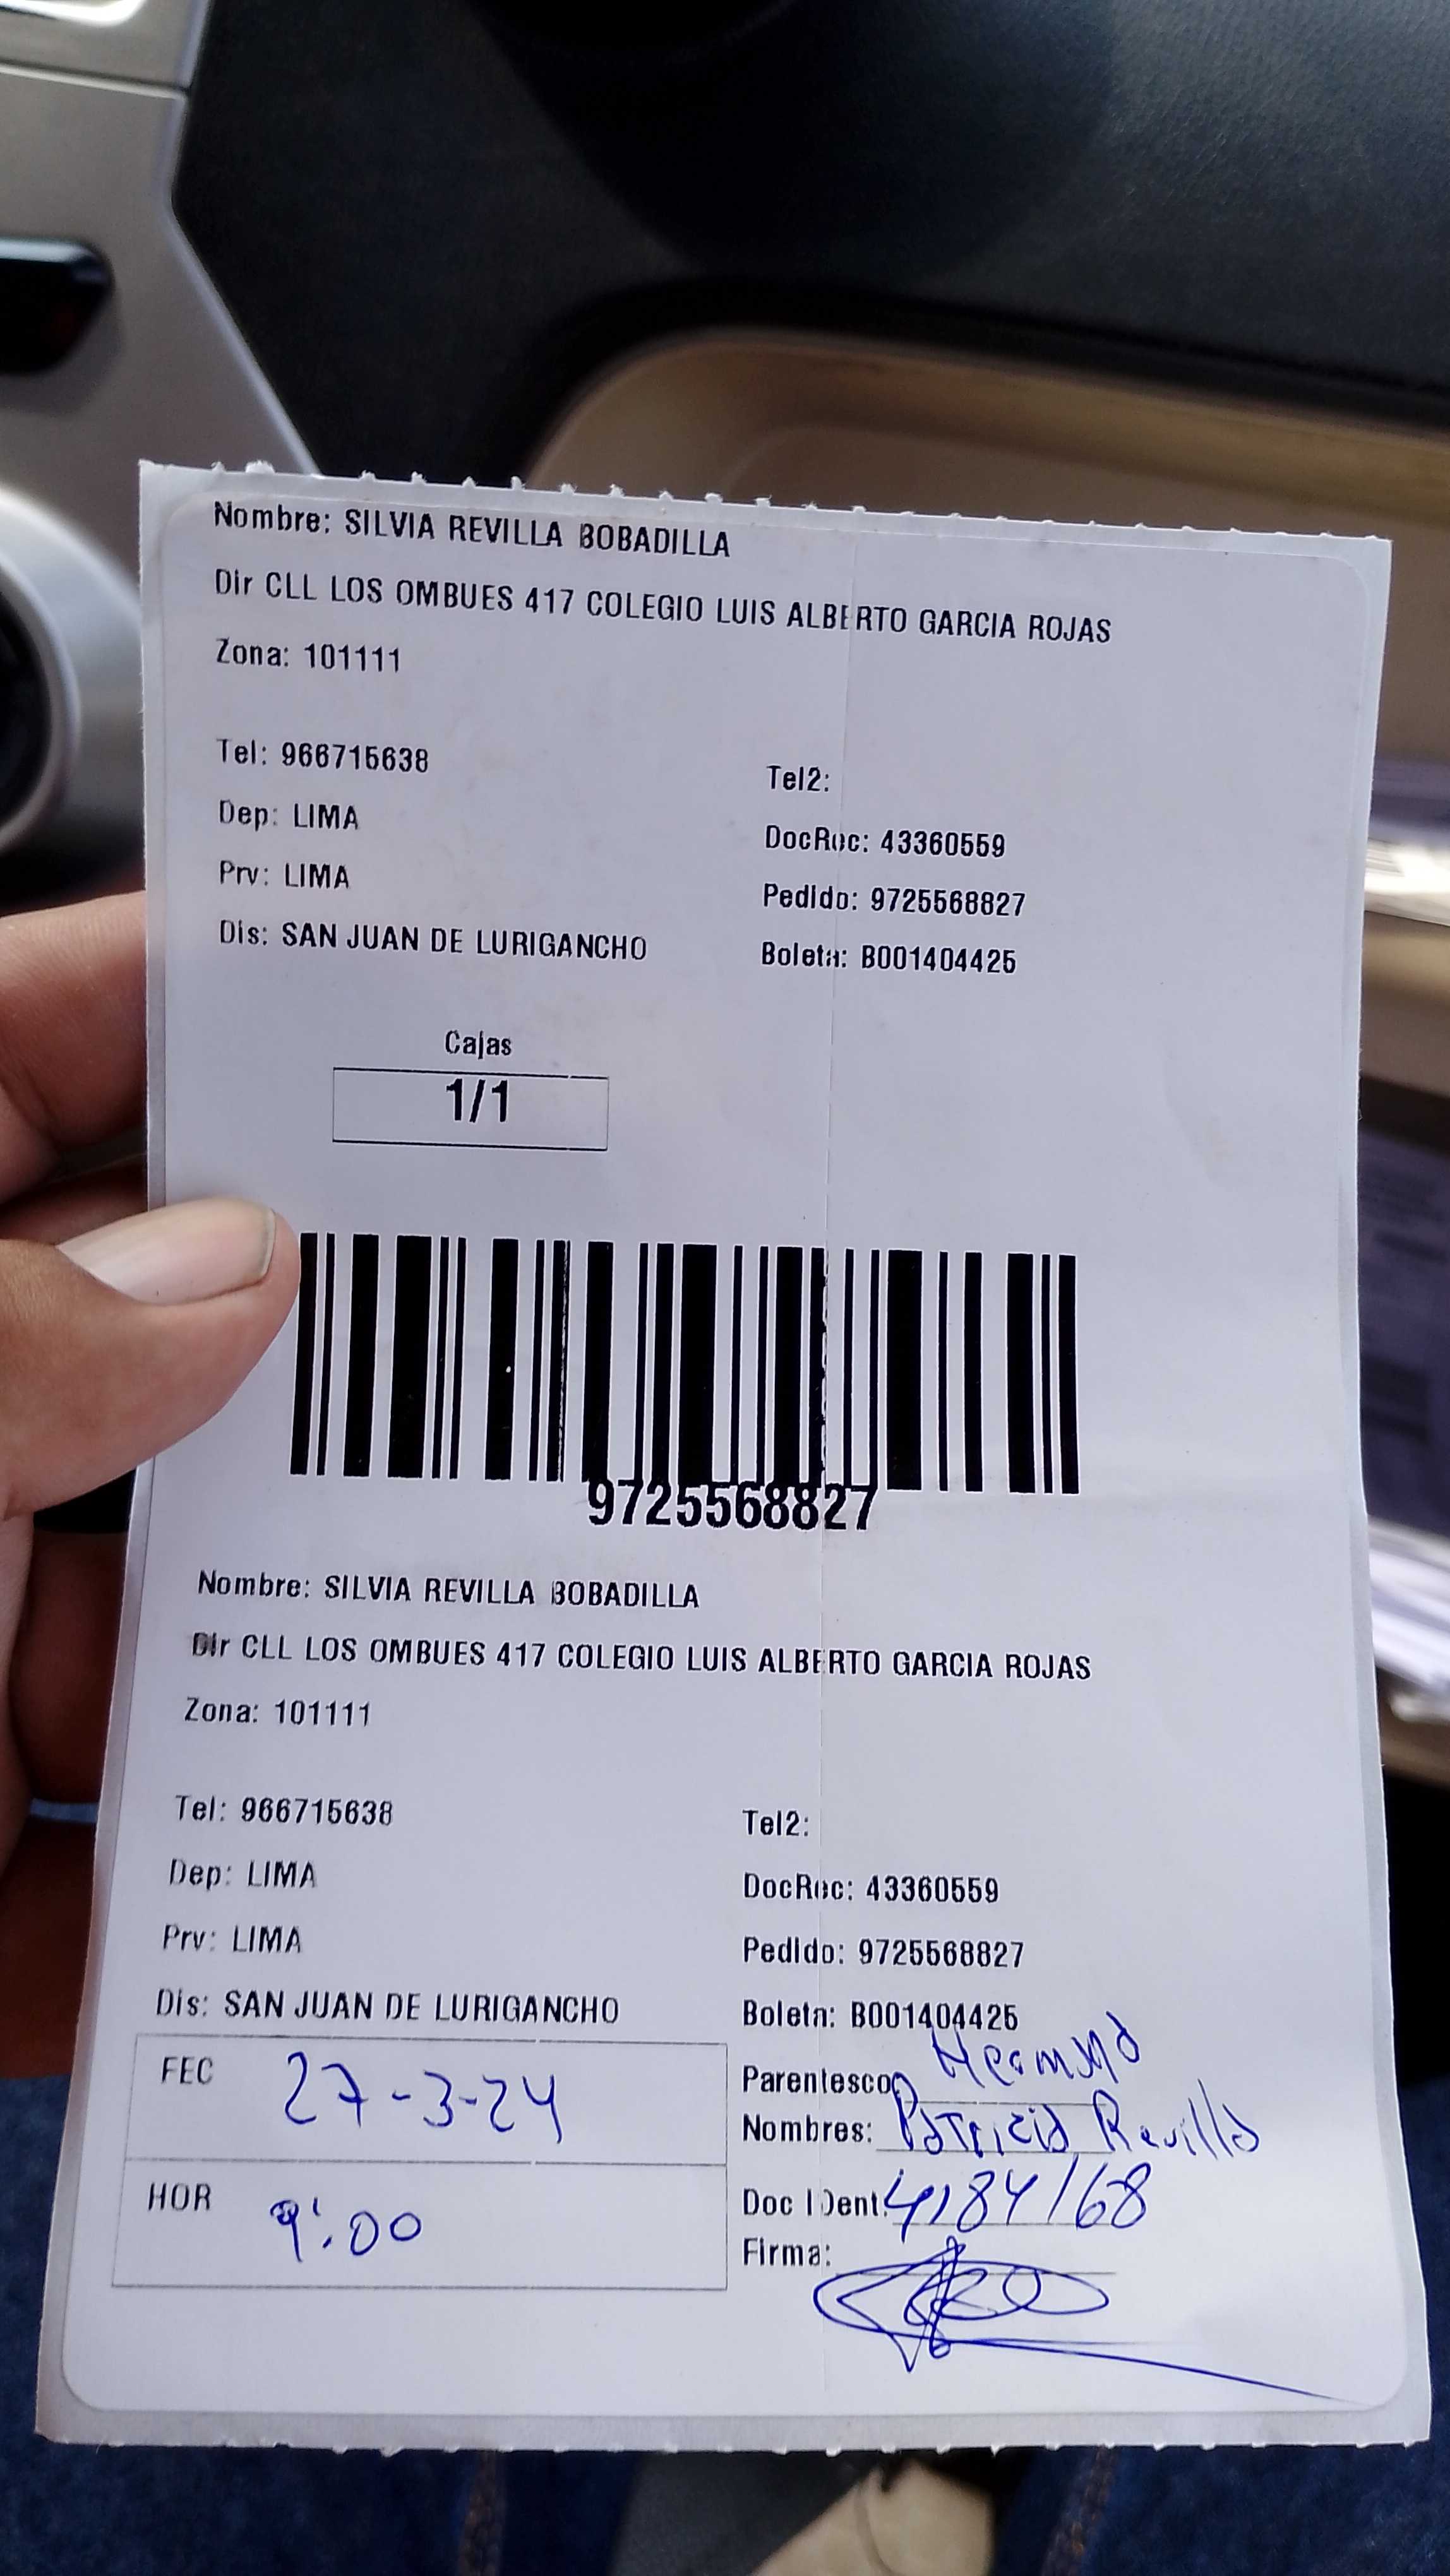 Nombre: SILVIA REVILLA BOBADILLA
Dir CLL LOS OMBUES 417 COLEGIO LUIS ALBERTO GARCIA ROJAS
Zona: 101111
Tel: 966715638
Tel2:
Dep: LIMA
DocRec: 43360559
Prv: LIMA
Pedido: 9725568827
Dis: SAN JUAN DE LURIGANCHO
Boleta: B001404425
Cajas
1/1
9725568827
Nombre: SILVIA REVILLA BOBADILLA
Dir CLL LOS OMBUES 417 COLEGIO LUIS ALBERTO GARCIA ROJAS
Zona: 101111
Tel: 966715638
Tel2:
Dep: LIMA
DocRec: 43360559
Prv: LIMA
Pedido: 9725568827
Dis: SAN JUAN DE LURIGANCHO
Boleta: B001404425
FEC 27-3-24
Parentesco: Hermana
Nombres: Patricia Revilla
HOR 9:00
Doc Ident: 4184168
Firma: